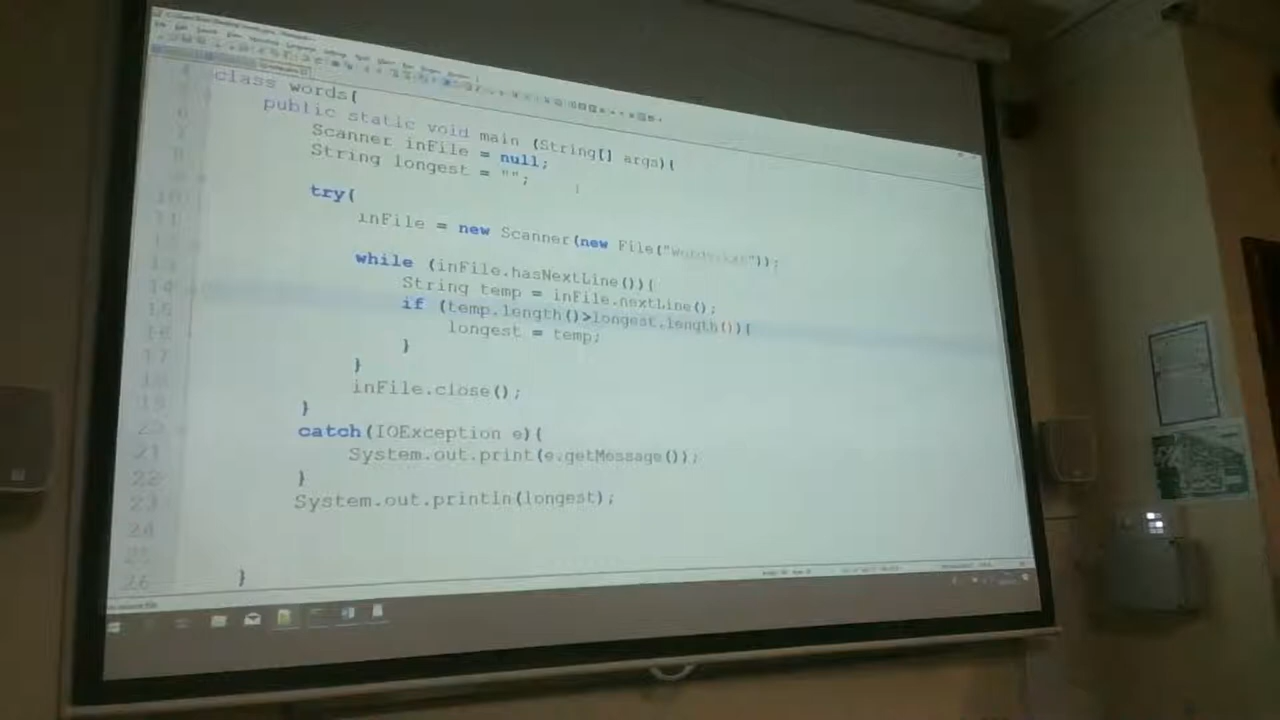 class words{
public static void main (String[] args){
Scanner inFile = null;
String longest = "";
try{
inFile = new Scanner(new File("words.txt"));
while (inFile.hasNextLine()){
String temp = inFile.nextLine();
if (temp.length()>longest.length()){
longest = temp;
}
}
inFile.close();
}
catch(IOException e){
System.out.print(e.getMessage());
}
System.out.println(longest);
}